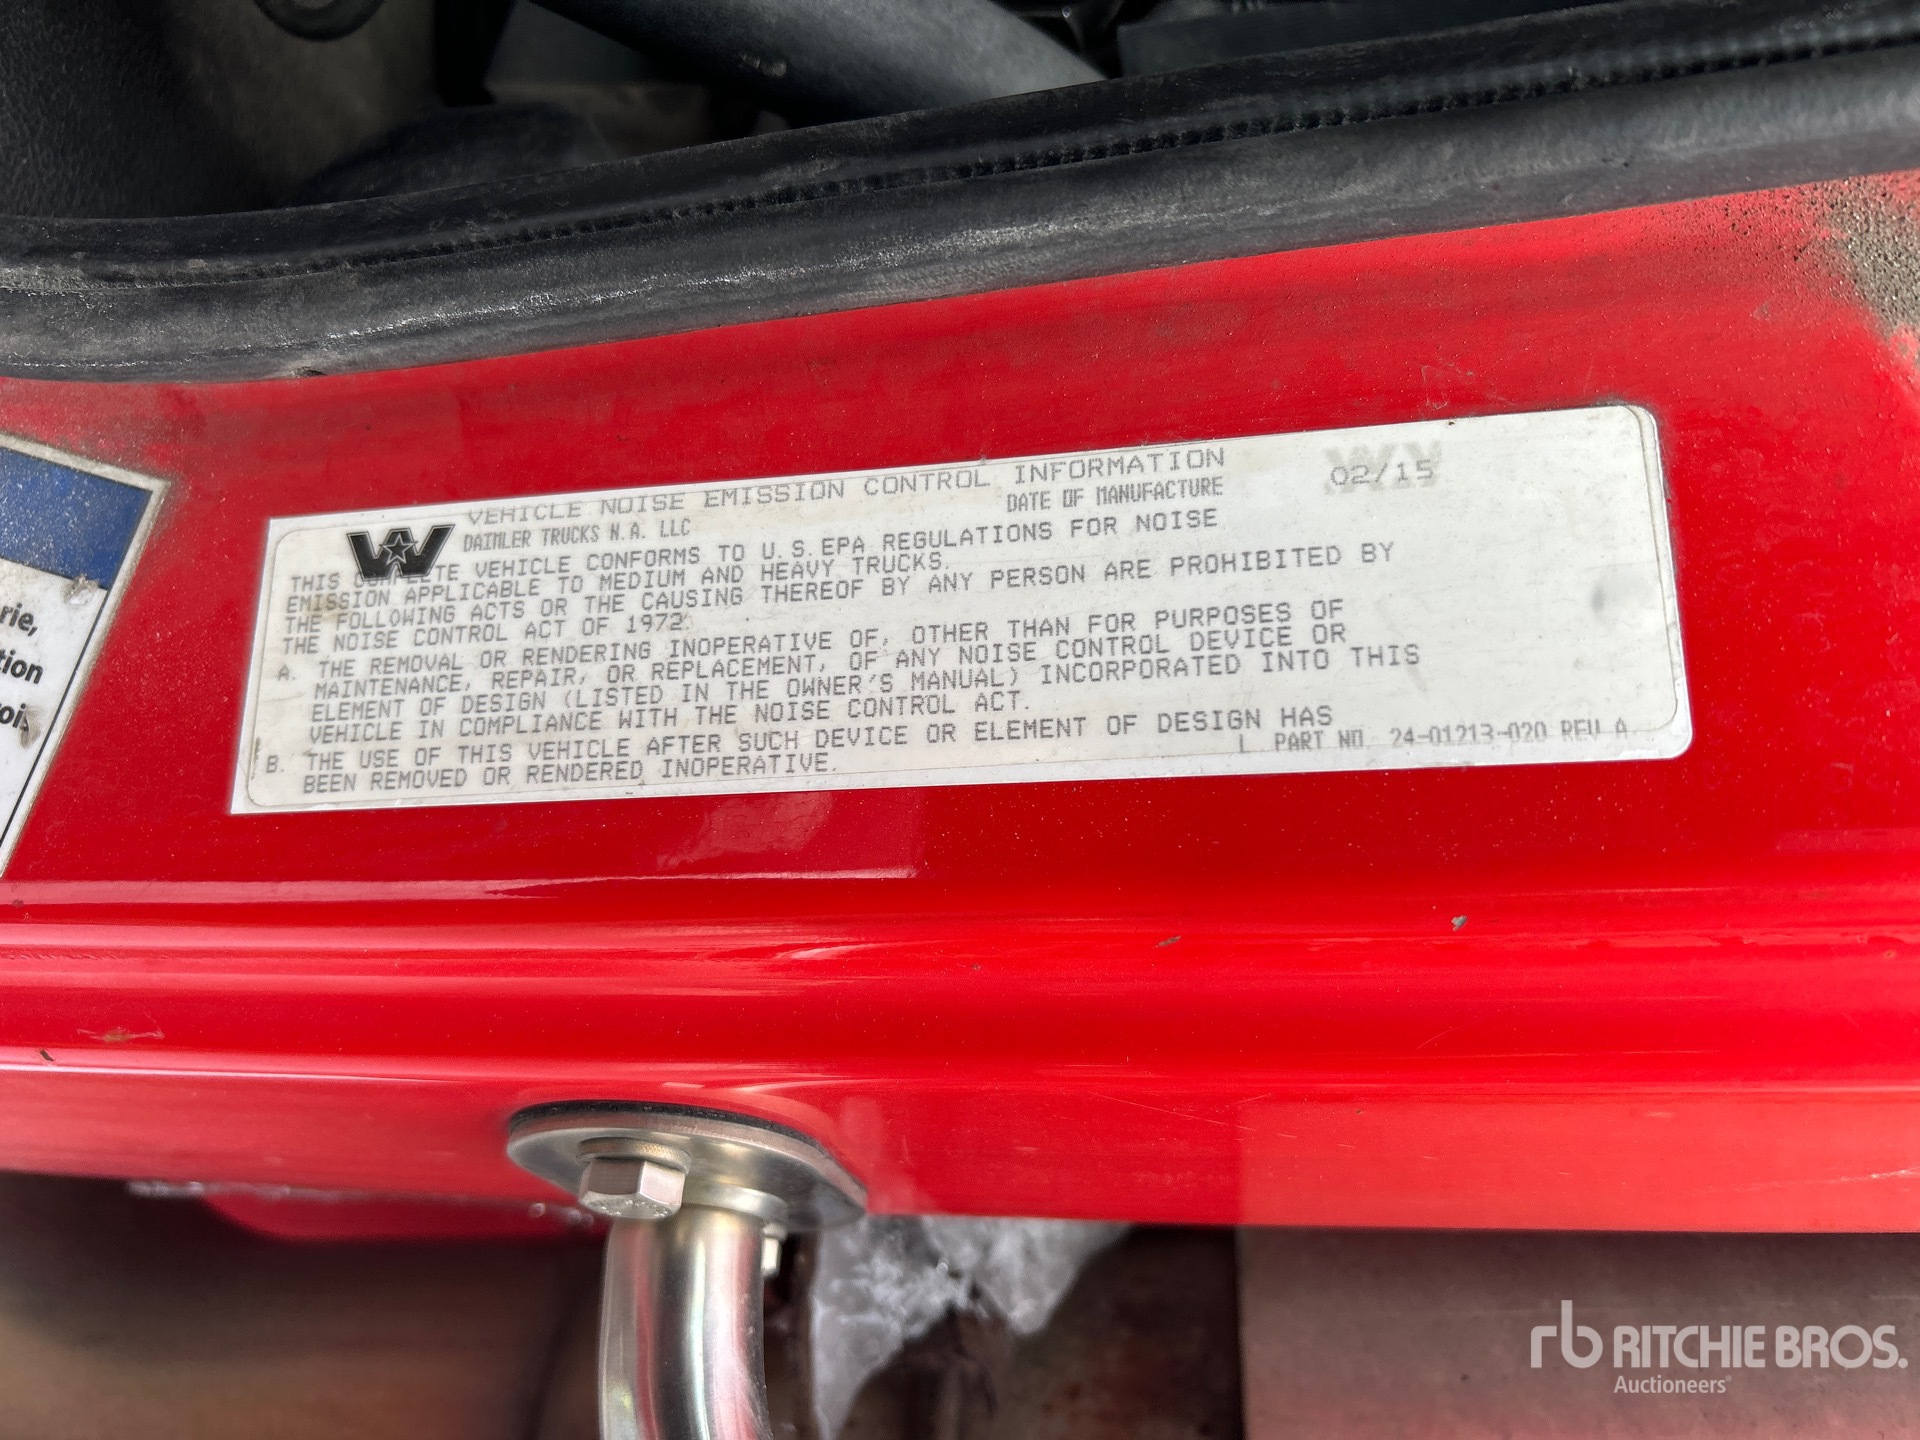 rie,
tion
roi,
VEHICLE NOISE EMISSION CONTROL INFORMATION
DAIMLER TRUCKS N.A. LLC DATE OF MANUFACTURE 02/15
THIS COMPLETE VEHICLE CONFORMS TO U.S.EPA REGULATIONS FOR NOISE
EMISSION APPLICABLE TO MEDIUM AND HEAVY TRUCKS.
THE FOLLOWING ACTS OR THE CAUSING THEREOF BY ANY PERSON ARE PROHIBITED BY
THE NOISE CONTROL ACT OF 1972:
A. THE REMOVAL OR RENDERING INOPERATIVE OF, OTHER THAN FOR PURPOSES OF
MAINTENANCE, REPAIR, OR REPLACEMENT, OF ANY NOISE CONTROL DEVICE OR
ELEMENT OF DESIGN (LISTED IN THE OWNER'S MANUAL) INCORPORATED INTO THIS
VEHICLE IN COMPLIANCE WITH THE NOISE CONTROL ACT.
B. THE USE OF THIS VEHICLE AFTER SUCH DEVICE OR ELEMENT OF DESIGN HAS
BEEN REMOVED OR RENDERED INOPERATIVE.
PART NO. 24-01213-020 REV A
rb RITCHIE BROS.
Auctioneers